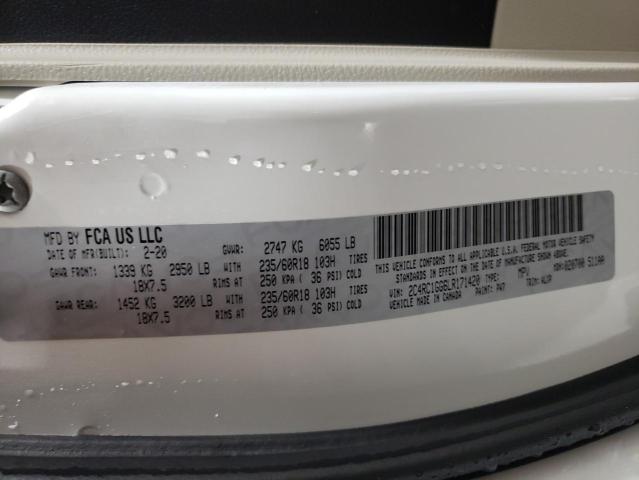 MFD BY FCA US LLC
DATE OF MFR(BUILT): 2-20 GVWR: 2747 KG 6055 LB
GAWR FRONT: 1339 KG 2950 LB WITH 235/60R18 103H TIRES
18X7.5 RIMS AT 250 KPA ( 36 PSI) COLD
GAWR REAR: 1452 KG 3200 LB WITH 235/60R18 103H TIRES
18X7.5 RIMS AT 250 KPA ( 36 PSI) COLD
THIS VEHICLE CONFORMS TO ALL APPLICABLE U.S.A. FEDERAL MOTOR VEHICLE SAFETY
STANDARDS IN EFFECT ON THE DATE OF MANUFACTURE SHOWN ABOVE.
VIN: 2C4RC1GG6LR171420 TYPE: MPV MDH:
VEHICLE MADE IN CANADA PAINT: PW7 TRIM: